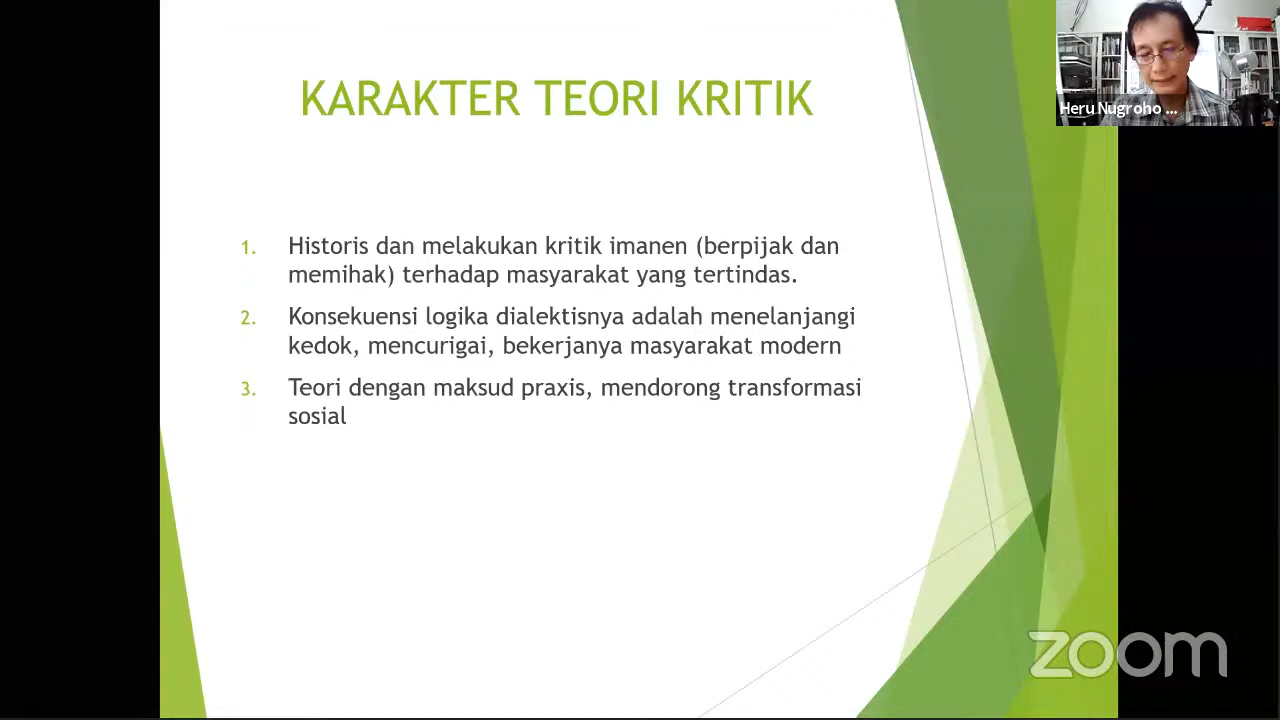 KARAKTER TEORI KRITIK
Heru Nugroho ...
1. Historis dan melakukan kritik imanen (berpijak dan
memihak) terhadap masyarakat yang tertindas.
2. Konsekuensi logika dialektisnya adalah menelanjangi
kedok, mencurigai, bekerjanya masyarakat modern
3. Teori dengan maksud praxis, mendorong transformasi
sosial
zoom